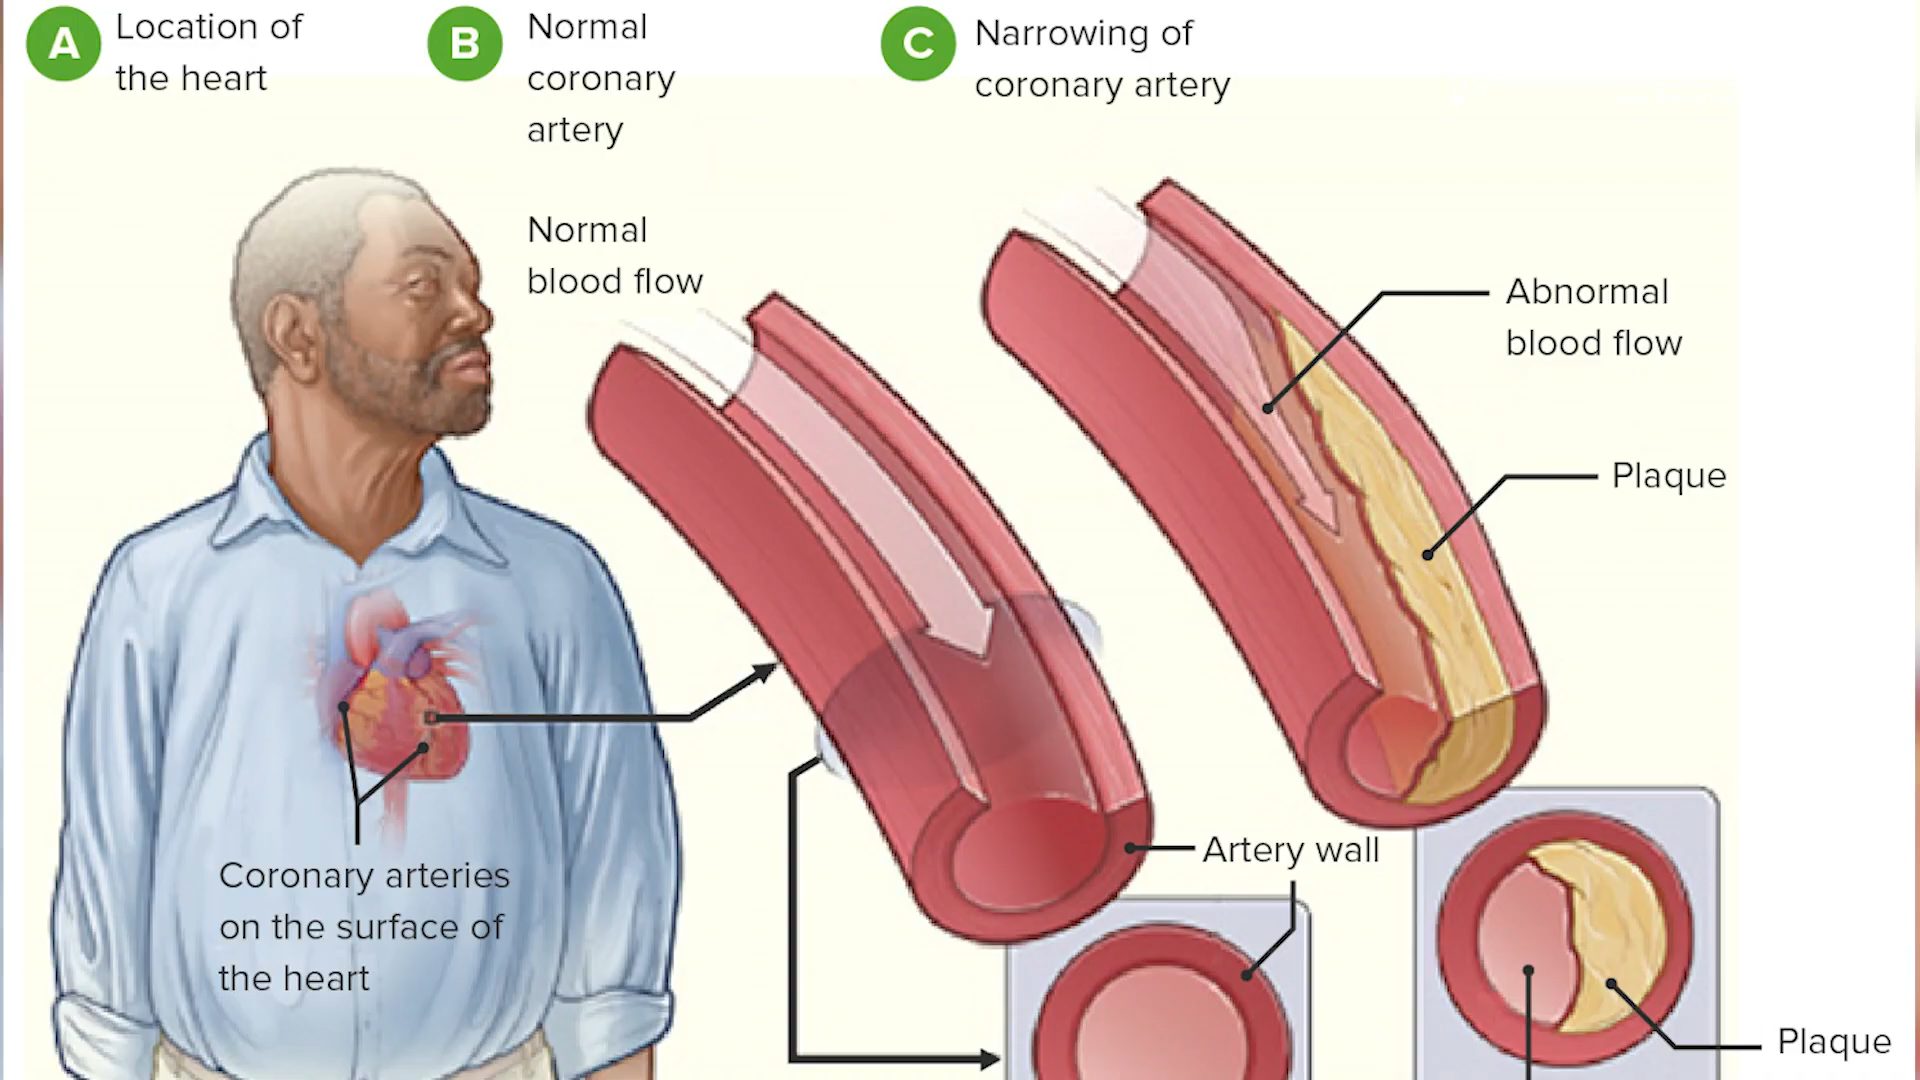 A
Location of
the heart
B
Normal
coronary
artery
C
Narrowing of
coronary artery
Normal
blood flow
Abnormal
blood flow
Plaque
Artery wall
Coronary arteries
on the surface of
the heart
Plaque